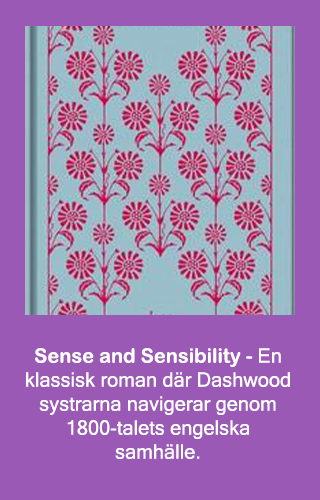 Sense and Sensibility - En
klassisk roman där Dashwood
systrarna navigerar genom
1800-talets engelska
samhälle.